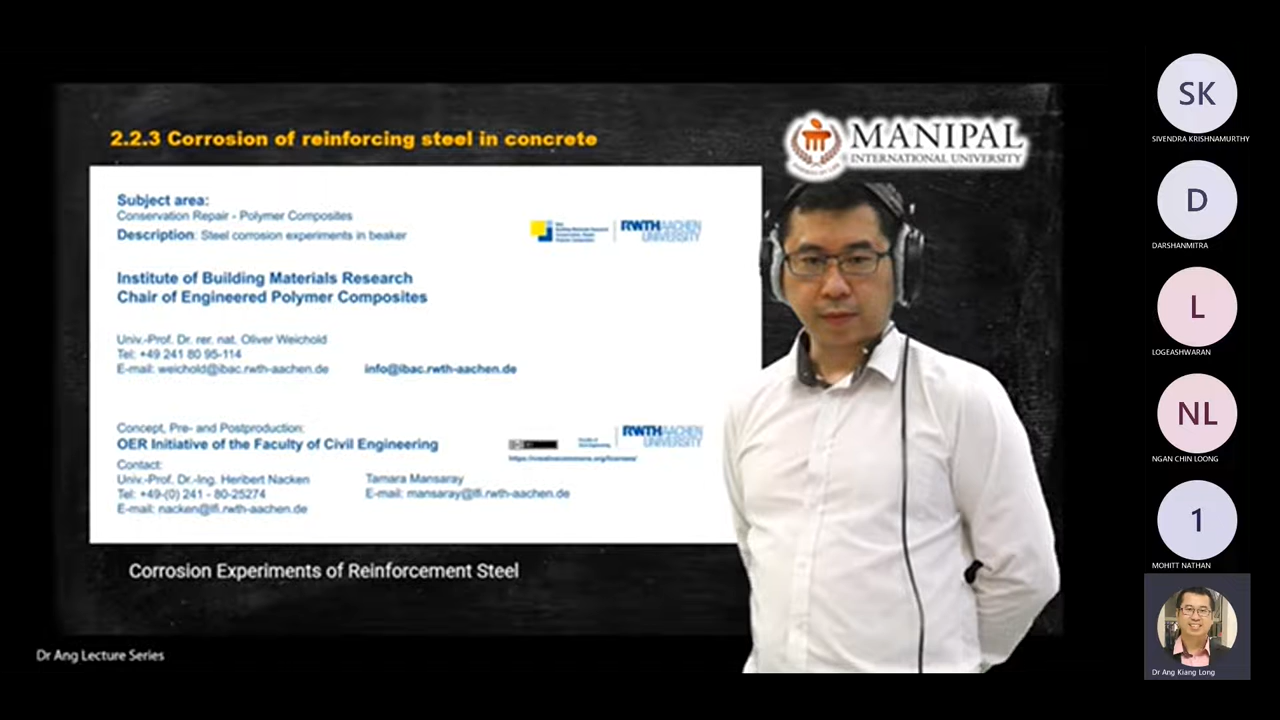 2.2.3 Corrosion of reinforcing steel in concrete
MANIPAL
INTERNATIONAL UNIVERSITY
Subject area:
Conservation Repair - Polymer Composites
Description: Steel corrosion experiments in beaker
RWTHAACHEN
UNIVERSITY
Institute of Building Materials Research
Chair of Engineered Polymer Composites
Univ.-Prof. Dr. rer. nat. Oliver Weichold
Tel: +49 241 80 95-114
E-mail: weichold@ibac.rwth-aachen.de info@ibac.rwth-aachen.de
Concept, Pre- and Postproduction:
OER Initiative of the Faculty of Civil Engineering
RWTHAACHEN
UNIVERSITY
https://creativecommons.org/licenses/
Contact:
Univ.-Prof. Dr.-Ing. Heribert Nacken Tamara Mansaray
Tel: +49-(0) 241 - 80-25274 E-mail: mansaray@lfi.rwth-aachen.de
E-mail: nacken@lfi.rwth-aachen.de
Corrosion Experiments of Reinforcement Steel
Dr Ang Lecture Series
SK
SIVENDRA KRISHNAMURTHY
D
DARSHANMITRA
L
LOGEASHWARAN
NL
NGAN CHIN LOONG
1
MOHITT NATHAN
Dr Ang Kiang Long